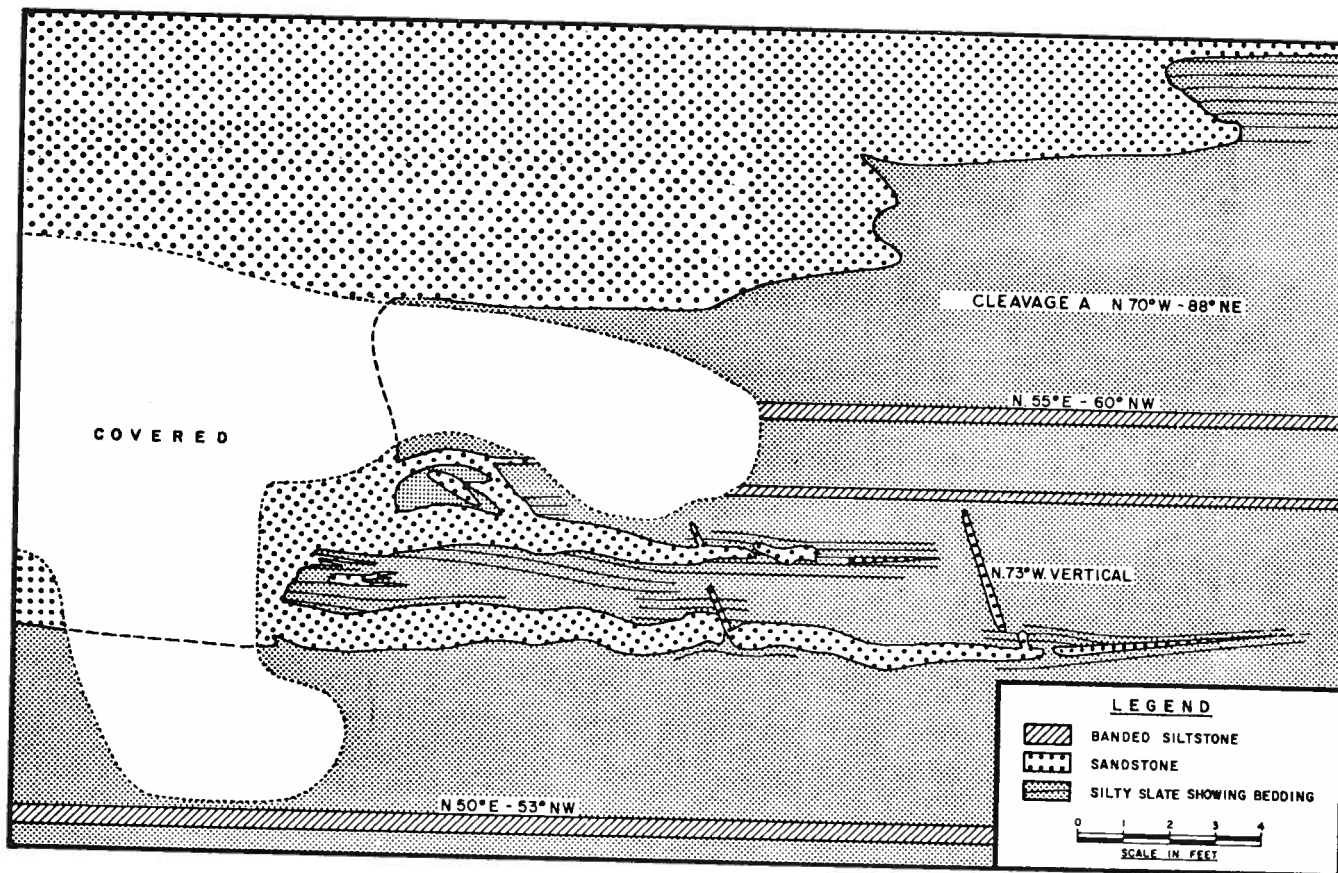 CLEAVAGE A N 70° W - 88° NE
N. 55° E - 60° NW
COVERED
N. 73° W. VERTICAL
N 50° E - 53° NW
LEGEND
BANDED SILTSTONE
SANDSTONE
SILTY SLATE SHOWING BEDDING
0 1 2 3 4
SCALE IN FEET